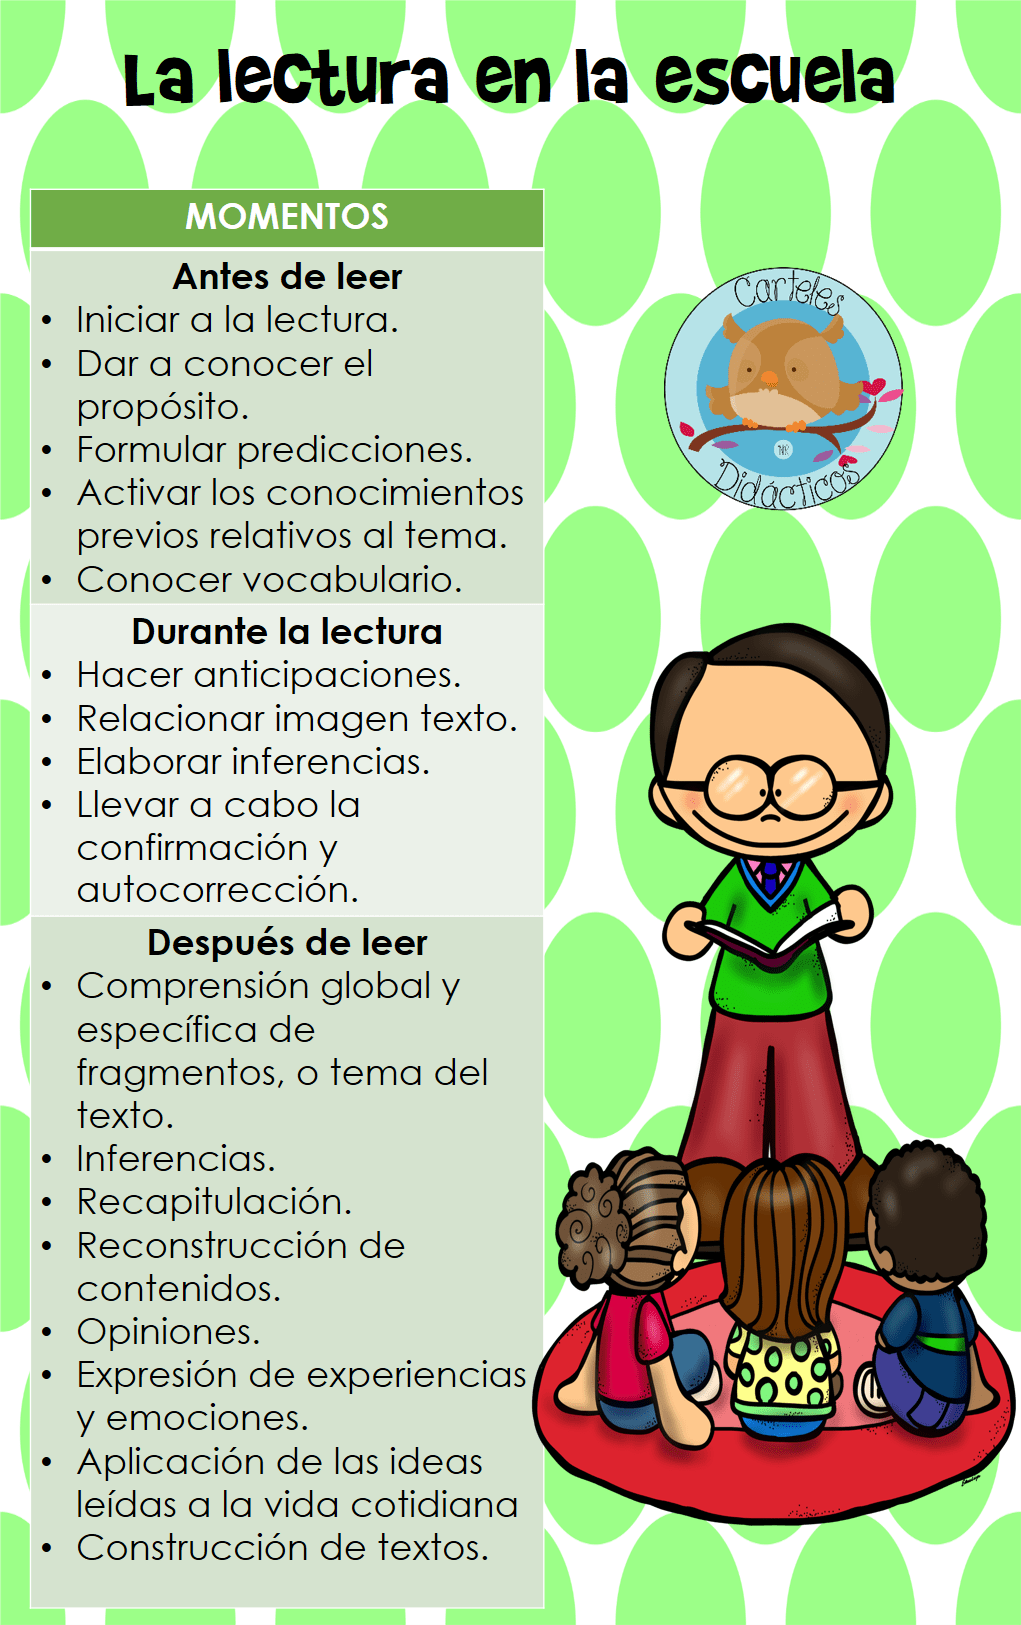 La lectura en la escuela
MOMENTOS
Antes de leer
• Iniciar a la lectura.
• Dar a conocer el
propósito.
• Formular predicciones.
• Activar los conocimientos
previos relativos al tema.
• Conocer vocabulario.
Durante la lectura
• Hacer anticipaciones.
• Relacionar imagen texto.
• Elaborar inferencias.
• Llevar a cabo la
confirmación y
autocorrección.
Después de leer
• Comprensión global y
específica de
fragmentos, o tema del
texto.
• Inferencias.
• Recapitulación.
• Reconstrucción de
contenidos.
• Opiniones.
• Expresión de experiencias
y emociones.
• Aplicación de las ideas
leídas a la vida cotidiana
• Construcción de textos.
Carteles
Didácticos